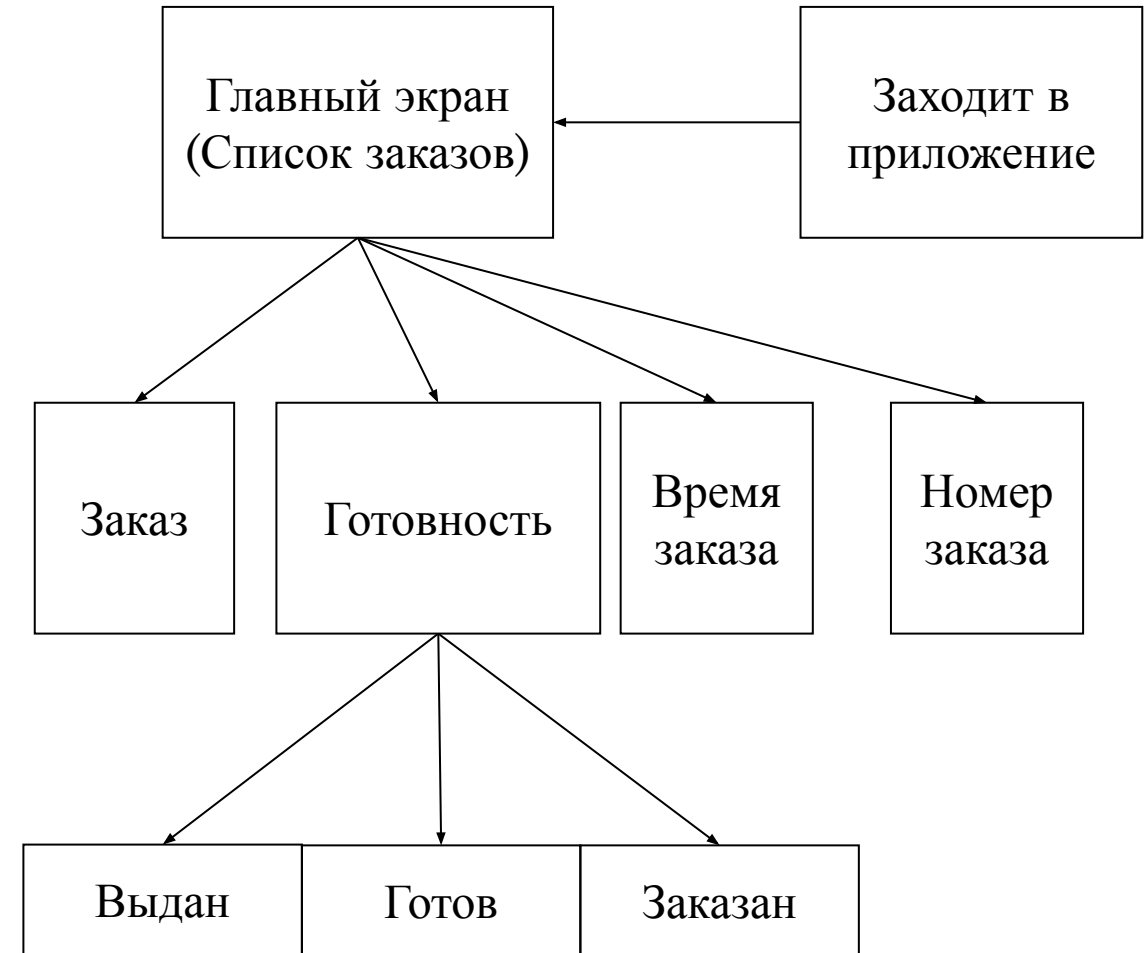 Главный экран
(Список заказов)
Заходит в
приложение
Заказ
Готовность
Время
заказа
Номер
заказа
Выдан
Готов
Заказан